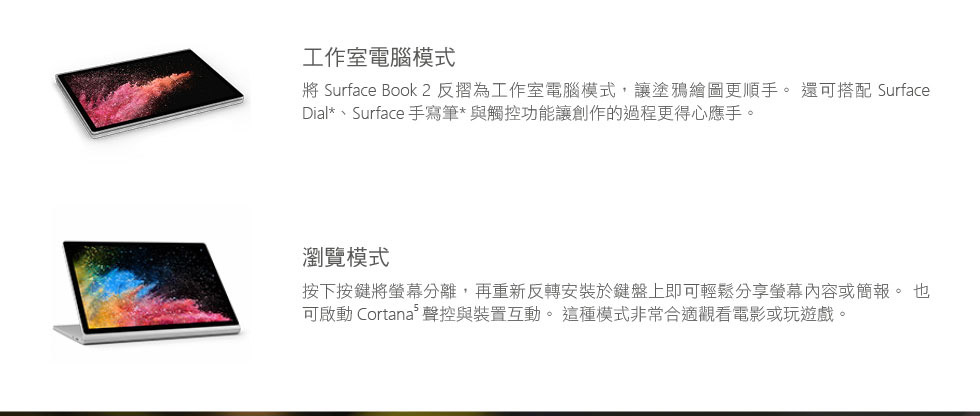 工作室電腦模式
將 Surface Book 2 反摺為工作室電腦模式，讓塗鴉繪圖更順手。 還可搭配 Surface
Dial*、Surface 手寫筆* 與觸控功能讓創作的過程更得心應手。
瀏覽模式
按下按鍵將螢幕分離，再重新反轉安裝於鍵盤上即可輕鬆分享螢幕內容或簡報。 也
可啟動 Cortana⁵ 聲控與裝置互動。 這種模式非常合適觀看電影或玩遊戲。